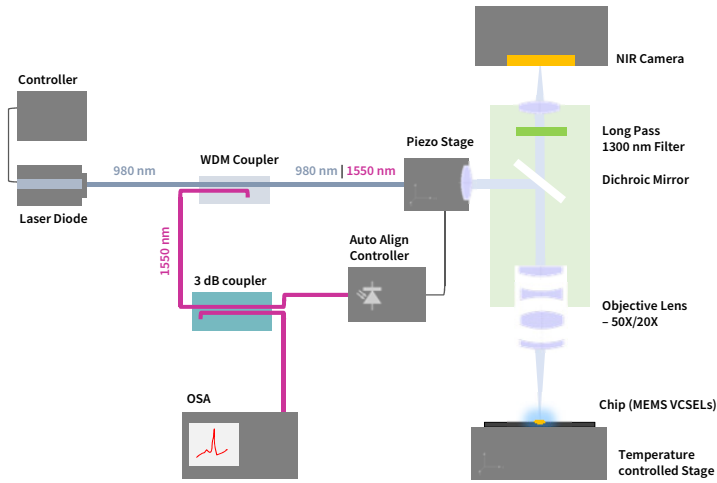 NIR Camera
Controller
Long Pass
1300 nm Filter
Piezo Stage
WDM Coupler
980 nm
980 nm | 1550 nm
Dichroic Mirror
Laser Diode
1550 nm
Auto Align
Controller
3 dB coupler
Objective Lens
– 50X/20X
OSA
Chip (MEMS VCSELs)
Temperature
controlled Stage